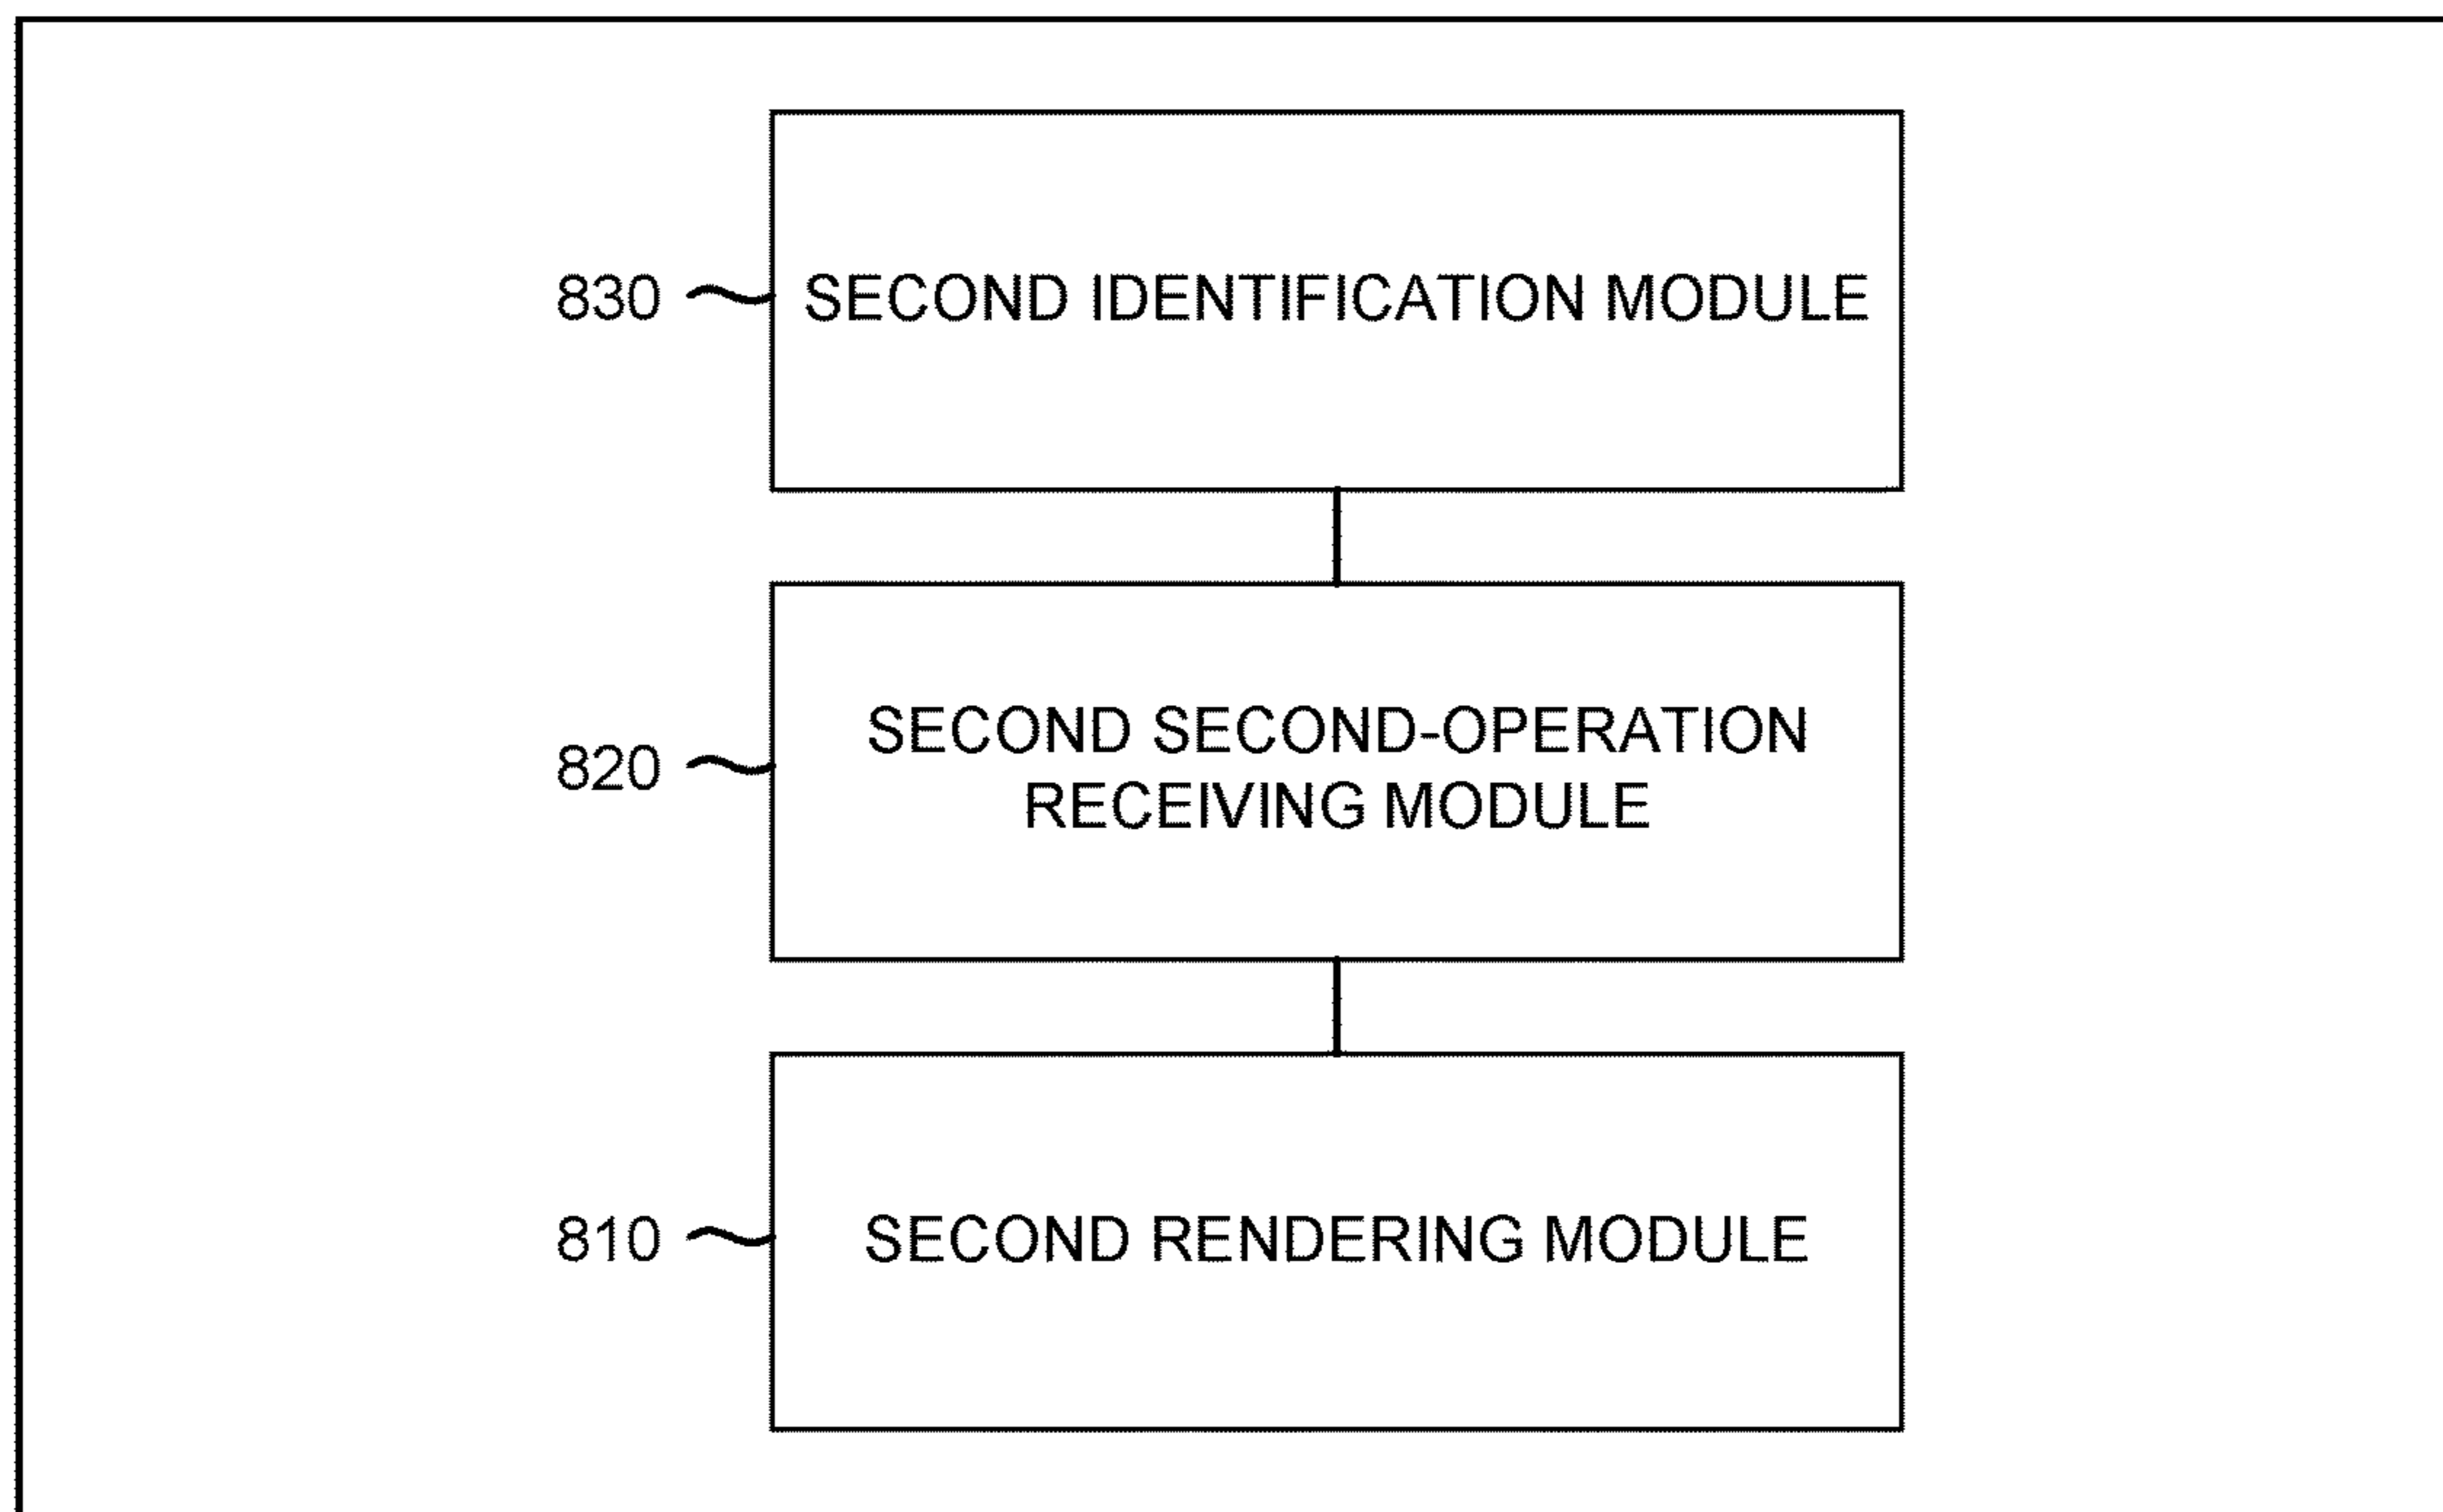 830 SECOND IDENTIFICATION MODULE
SECOND SECOND-OPERATION
820
RECEIVING MODULE
810 SECOND RENDERING MODULE